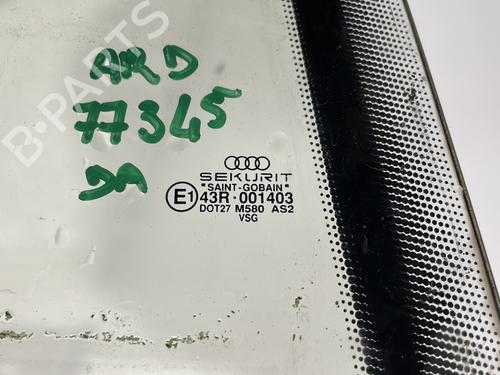 B-PARTS
ARD
77345
DA
SEKURIT
"SAINT-GOBAIN"
E1 43R-001403
DOT27 M580 AS2
VSG